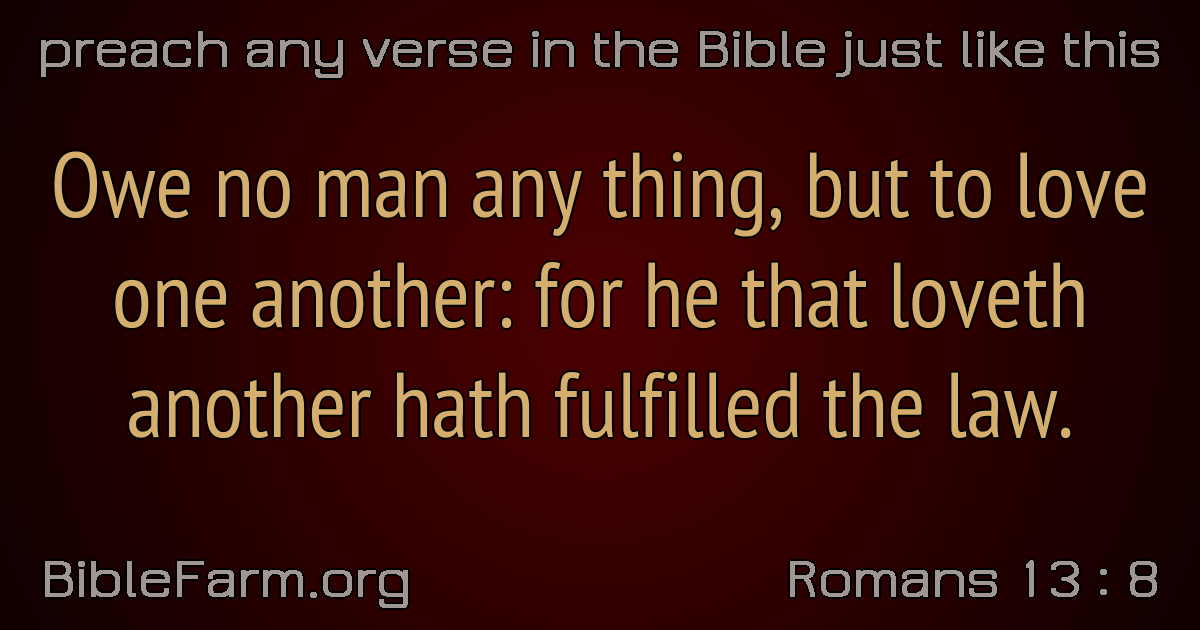 preach any verse in the Bible just like this
Owe no man any thing, but to love
one another: for he that loveth
another hath fulfilled the law.
BibleFarm.org
Romans 13 : 8